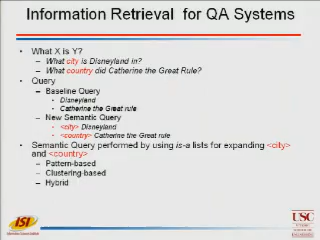 Information Retrieval for QA Systems
• What X is Y?
– What city is Disneyland in?
– What country did Catherine the Great Rule?
• Query
– Baseline Query
• Disneyland
• Catherine the Great rule
– New Semantic Query
• <city> Disneyland
• <country> Catherine the Great rule
• Semantic Query performed by using is-a lists for expanding <city>
and <country>
– Pattern-based
– Clustering-based
– Hybrid
ISI
USC